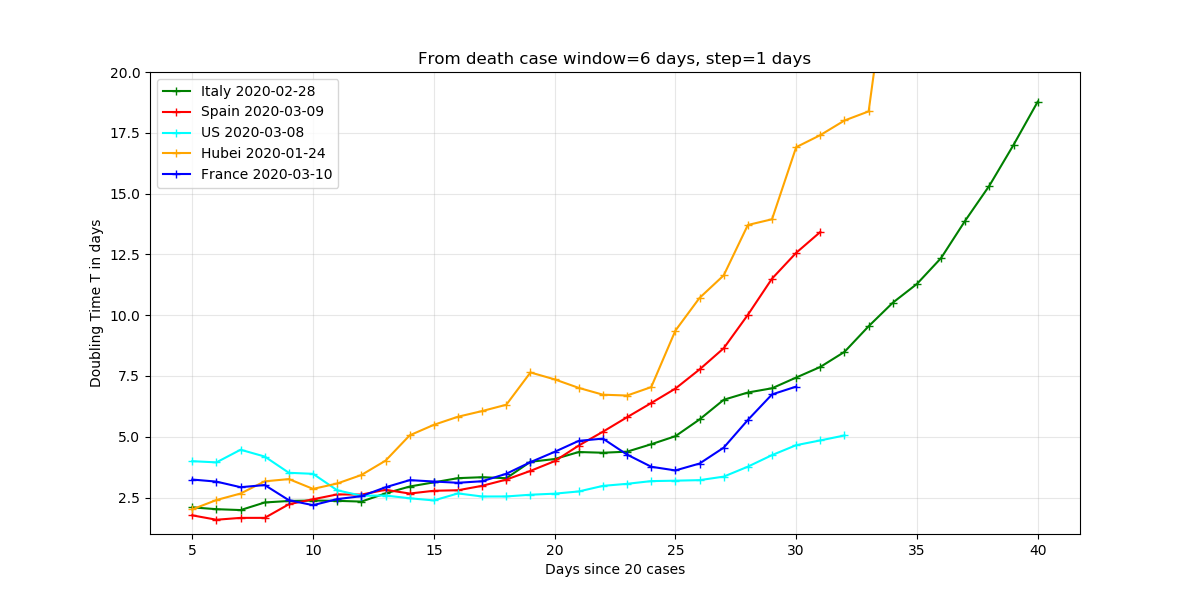 From death case window=6 days, step=1 days
Italy 2020-02-28
Spain 2020-03-09
US 2020-03-08
Hubei 2020-01-24
France 2020-03-10
Doubling Time T in days
20.0
17.5
15.0
12.5
10.0
7.5
5.0
2.5
5 10 15 20 25 30 35 40
Days since 20 cases